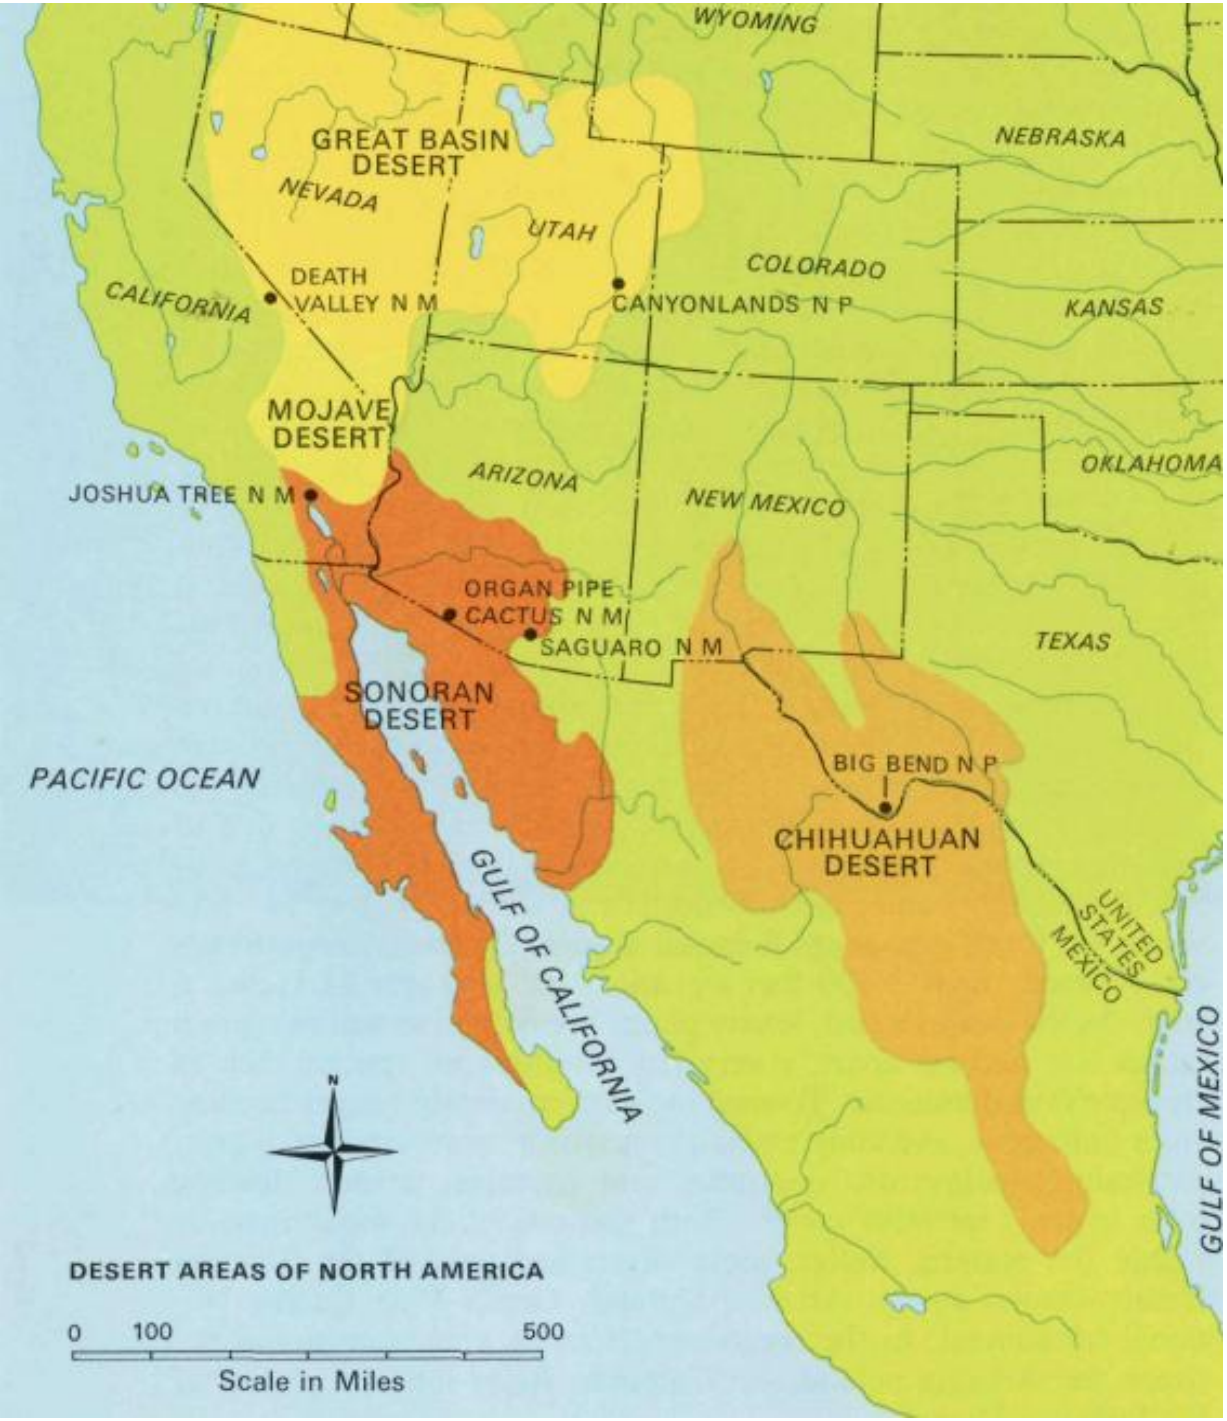 WYOMING
NEBRASKA
GREAT BASIN
DESERT
NEVADA
UTAH
COLORADO
DEATH
VALLEY N M
CALIFORNIA
CANYONLANDS N P
KANSAS
MOJAVE
DESERT
ARIZONA
OKLAHOMA
JOSHUA TREE N M
NEW MEXICO
ORGAN PIPE
CACTUS N M
SAGUARO N M
TEXAS
SONORAN
DESERT
PACIFIC OCEAN
BIG BEND N P
CHIHUAHUAN
DESERT
GULF OF CALIFORNIA
UNITED
STATES
MEXICO
GULF OF MEXICO
N
DESERT AREAS OF NORTH AMERICA
0 100 500
Scale in Miles